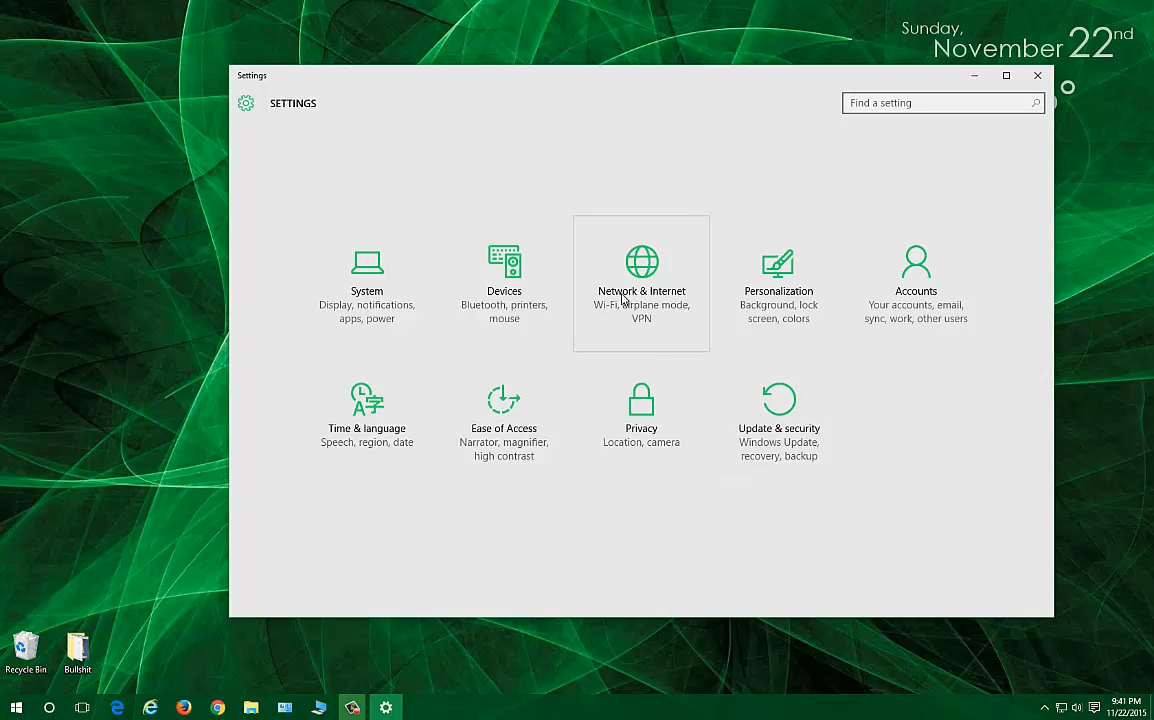 Sunday,
November 22nd
Settings
SETTINGS
Find a setting
System
Display, notifications,
apps, power
Devices
Bluetooth, printers,
mouse
Network & Internet
Wi-Fi, airplane mode,
VPN
Personalization
Background, lock
screen, colors
Accounts
Your accounts, email,
sync, work, other users
Time & language
Speech, region, date
Ease of Access
Narrator, magnifier,
high contrast
Privacy
Location, camera
Update & security
Windows Update,
recovery, backup
Recycle Bin
Bullshit
9:41 PM
11/22/2015